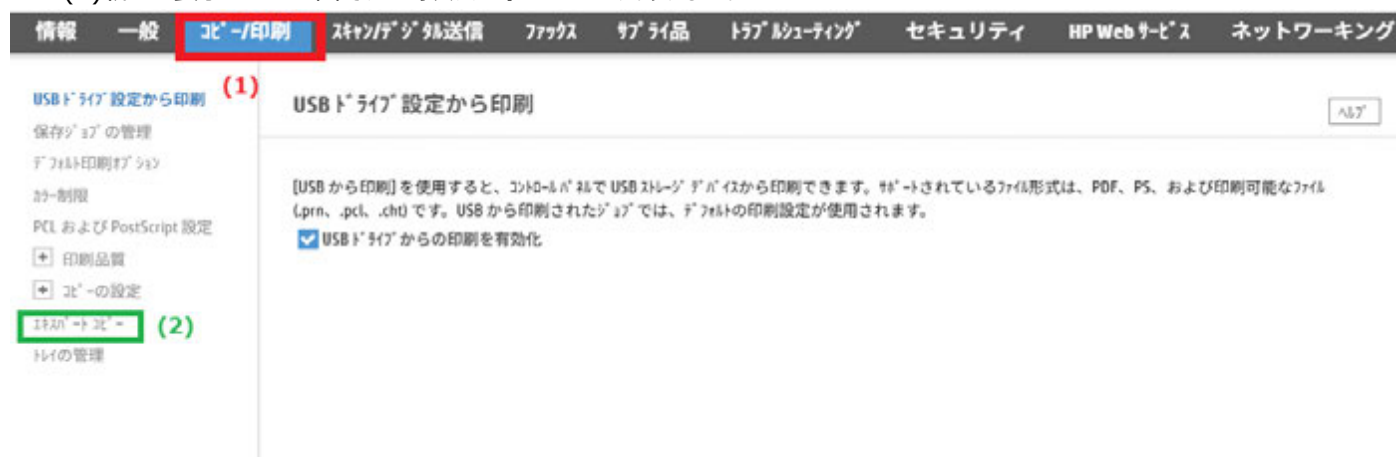 情報 一般 ｺﾋﾟｰ/印刷 ｽｷｬﾝ/ﾃﾞｼﾞﾀﾙ送信 ﾌｧｯｸｽ ｻﾌﾟﾗｲ品 ﾄﾗﾌﾞﾙｼｭｰﾃｨﾝｸﾞ セキュリティ HP Web ｻｰﾋﾞｽ ネットワーキング
(1)
USB ﾄﾞﾗｲﾌﾞ設定から印刷
保存ｼﾞｮﾌﾞの管理
ﾃﾞﾌｫﾙﾄ印刷ｵﾌﾟｼｮﾝ
ｶﾗｰ制限
PCL および PostScript 設定
印刷品質
ｺﾋﾟｰの設定
ｴｷｽﾊﾟｰﾄ ｺﾋﾟｰ (2)
ﾄﾚｲの管理
USB ﾄﾞﾗｲﾌﾞ設定から印刷
ﾍﾙﾌﾟ
[USB から印刷] を使用すると、ｺﾝﾄﾛｰﾙ ﾊﾟﾈﾙで USB ｽﾄﾚｰｼﾞ ﾃﾞﾊﾞｲｽから印刷できます。ｻﾎﾟｰﾄされているﾌｧｲﾙ形式は、PDF、PS、および印刷可能なﾌｧｲﾙ
(.prn、.pcl、.cht) です。USB から印刷されたｼﾞｮﾌﾞでは、ﾃﾞﾌｫﾙﾄの印刷設定が使用されます。
USB ﾄﾞﾗｲﾌﾞからの印刷を有効化